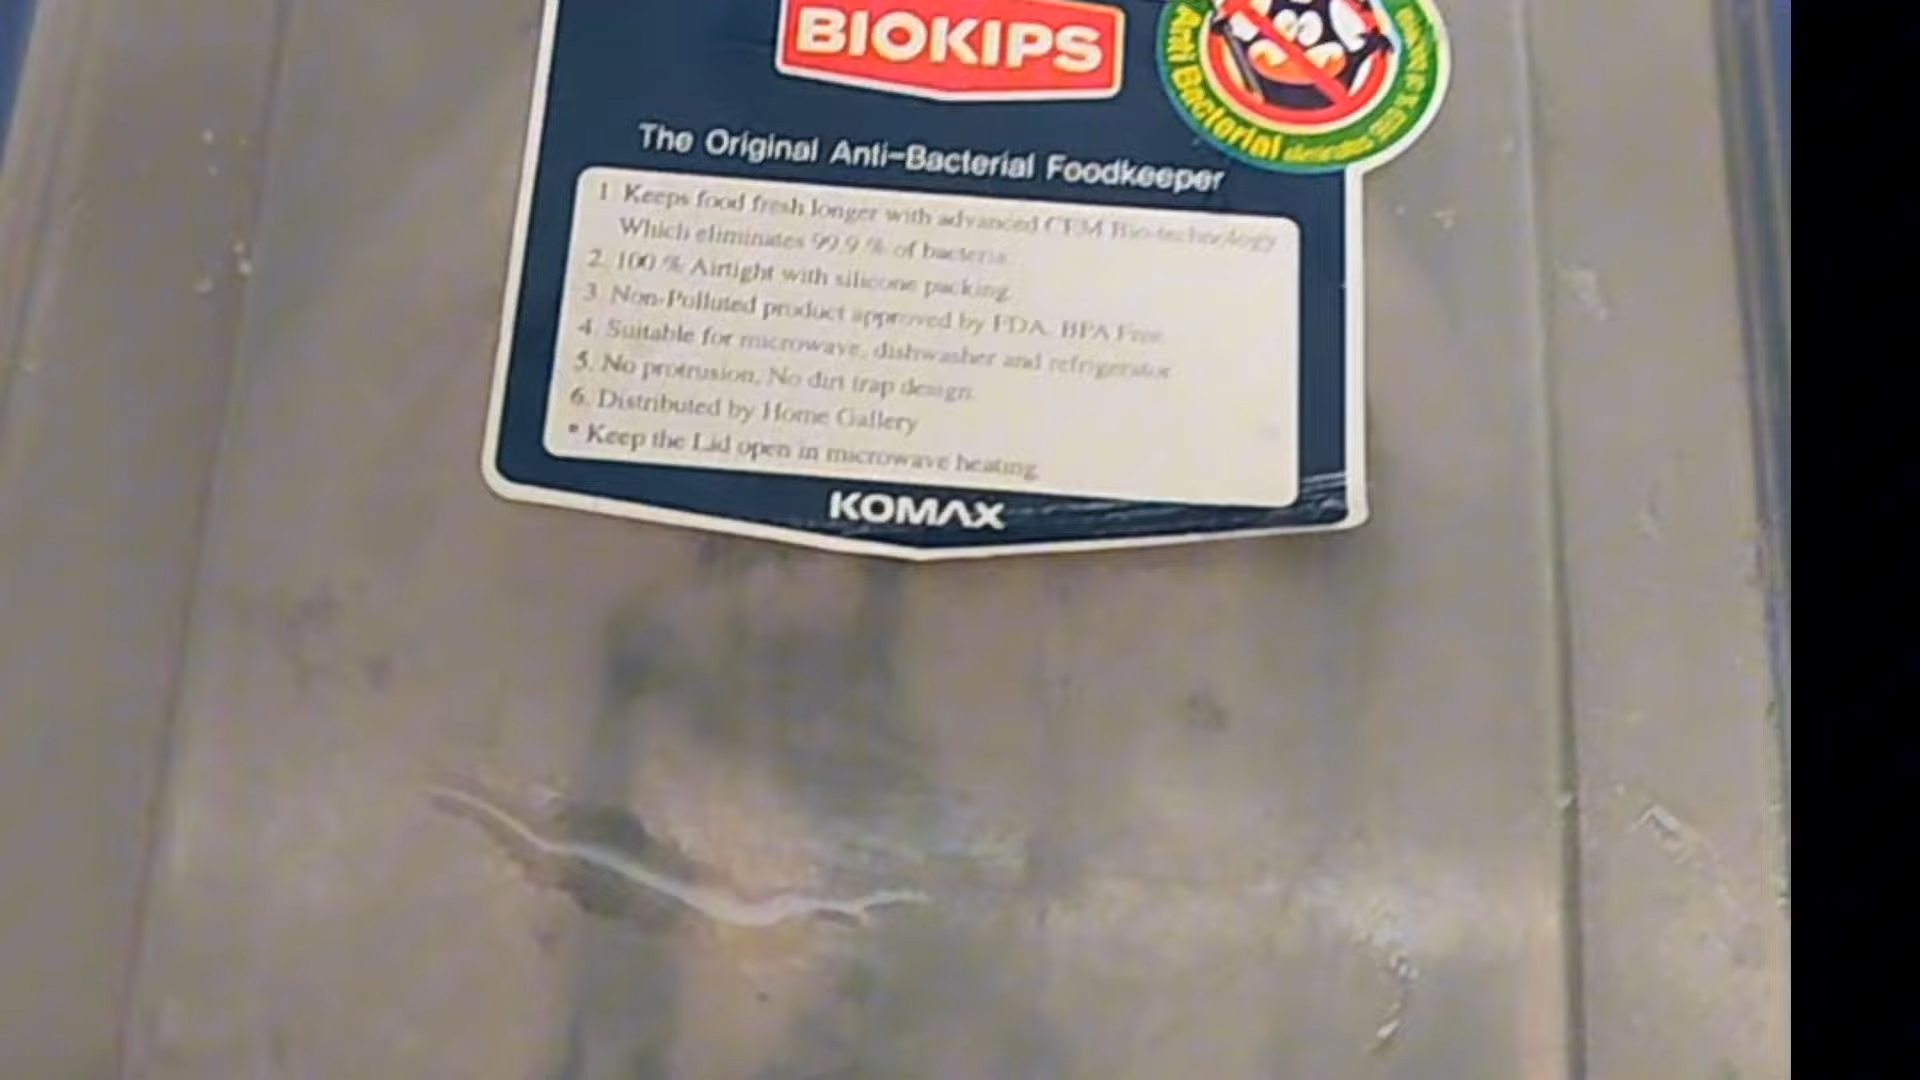 BIOKIPS
Anti Bacterial
The Original Anti-Bacterial Foodkeeper
1 Keeps food fresh longer with advanced CFM Bio-technology
Which eliminates 99.9 % of bacteria
2. 100 % Airtight with silicone packing.
3 Non-Polluted product approved by FDA. BPA Free
4. Suitable for microwave, dishwasher and refrigerator
5. No protrusion, No dirt trap design.
6. Distributed by Home Gallery
* Keep the Lid open in microwave heating.
KOMAX